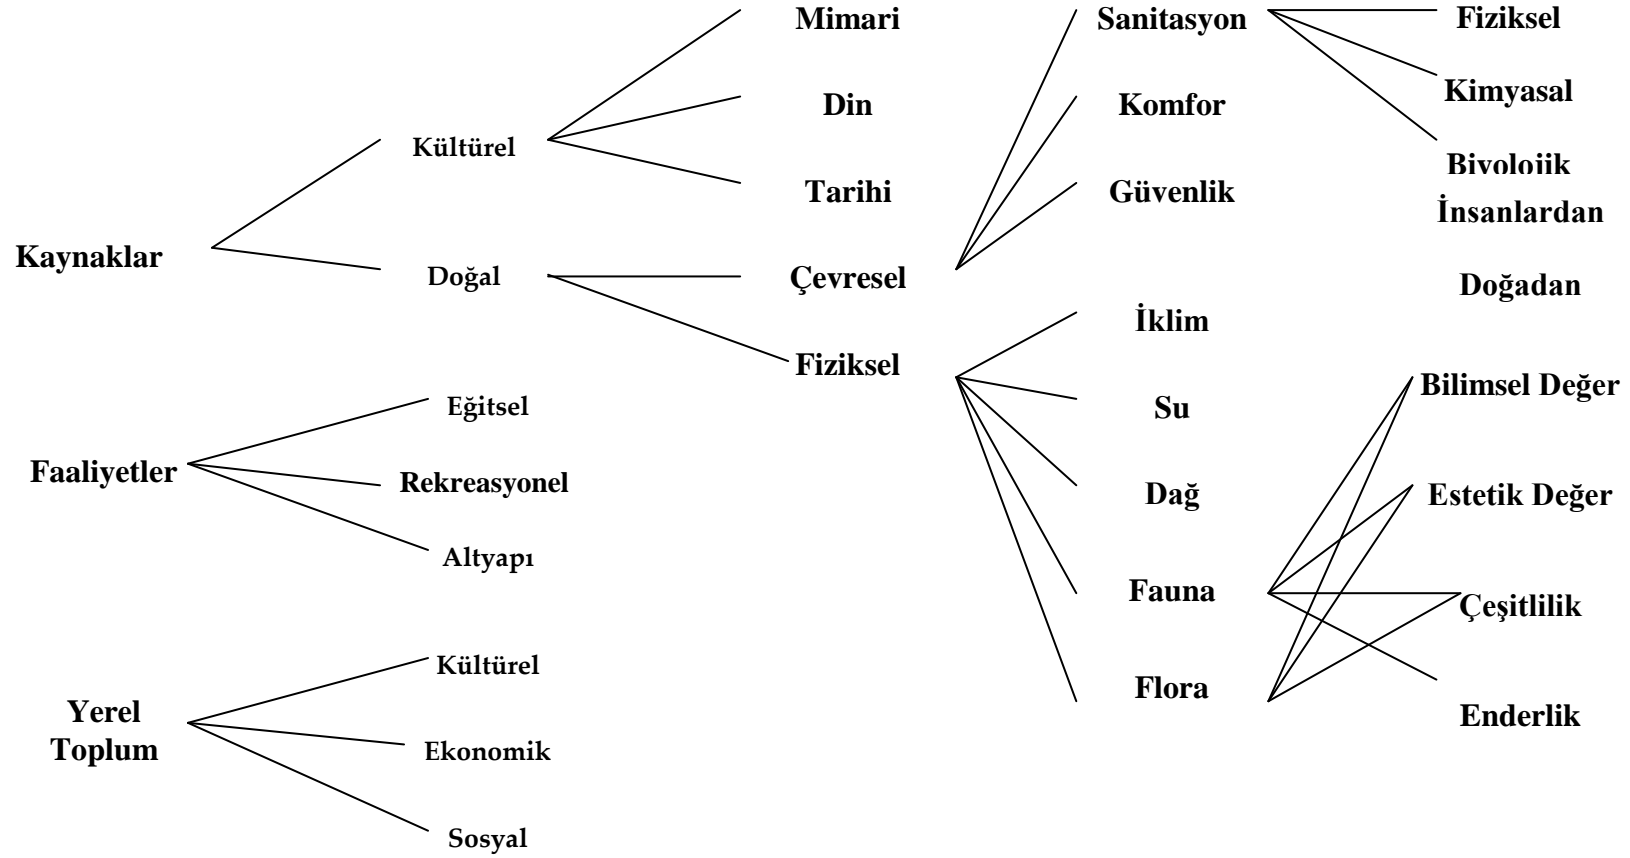 Mimari
Sanitasyon
Fiziksel
Kimyasal
Din
Komfor
Kültürel
Biyolojik
Tarihi
Güvenlik
İnsanlardan
Kaynaklar
Doğal
Çevresel
Doğadan
İklim
Fiziksel
Bilimsel Değer
Eğitsel
Su
Faaliyetler
Rekreasyonel
Dağ
Estetik Değer
Altyapı
Fauna
Çeşitlilik
Kültürel
Flora
Yerel
Toplum
Enderlik
Ekonomik
Sosyal